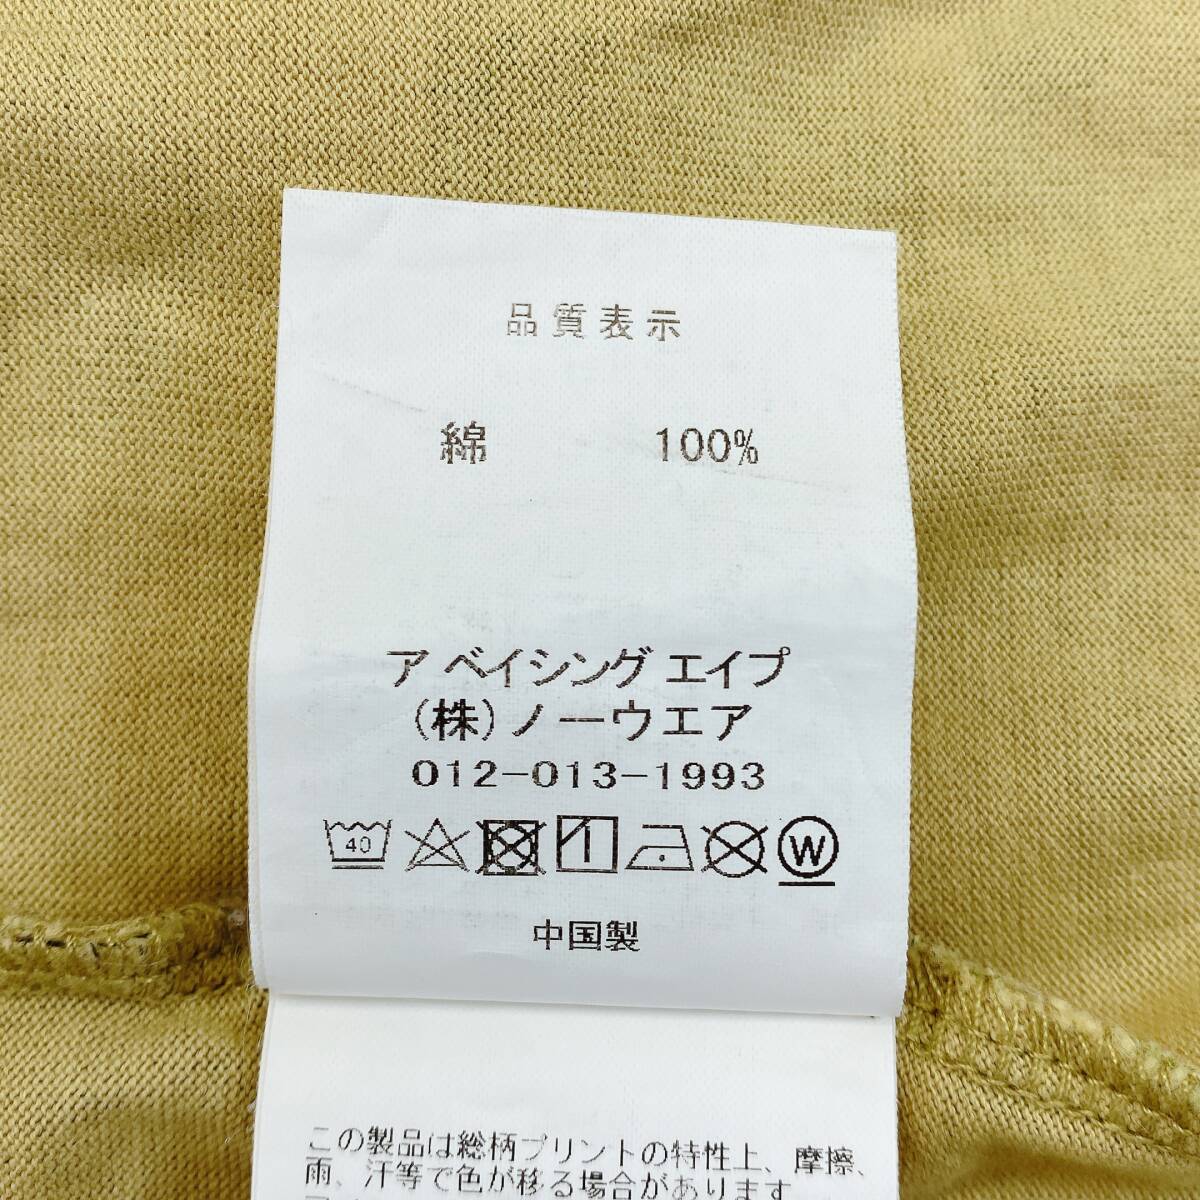 品質表示
綿 100%
ア ベイシング エイプ
(株)ノーウエア
012-013-1993
40 1 W
中国製
この製品は総柄プリントの特性上、摩擦、
雨、汗等で色が移る場合があります